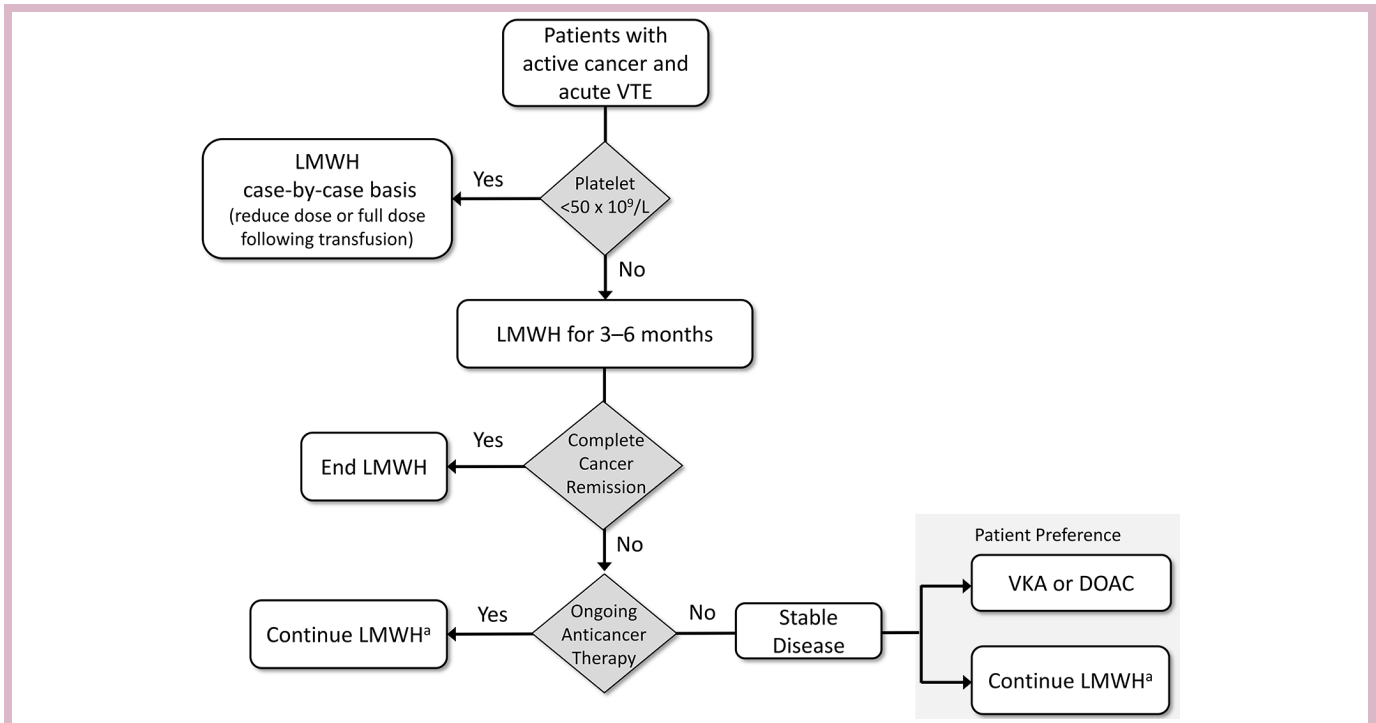 Patients with
active cancer and
acute VTE
LMWH
case-by-case basis
(reduce dose or full dose
following transfusion)
Yes
Platelet
<50 x 10⁹/L
No
LMWH for 3–6 months
Yes
Complete
Cancer
Remission
End LMWH
No
Patient Preference
VKA or DOAC
Continue LMWHᵃ
Yes
Ongoing
Anticancer
Therapy
No
Stable
Disease
Continue LMWHᵃ